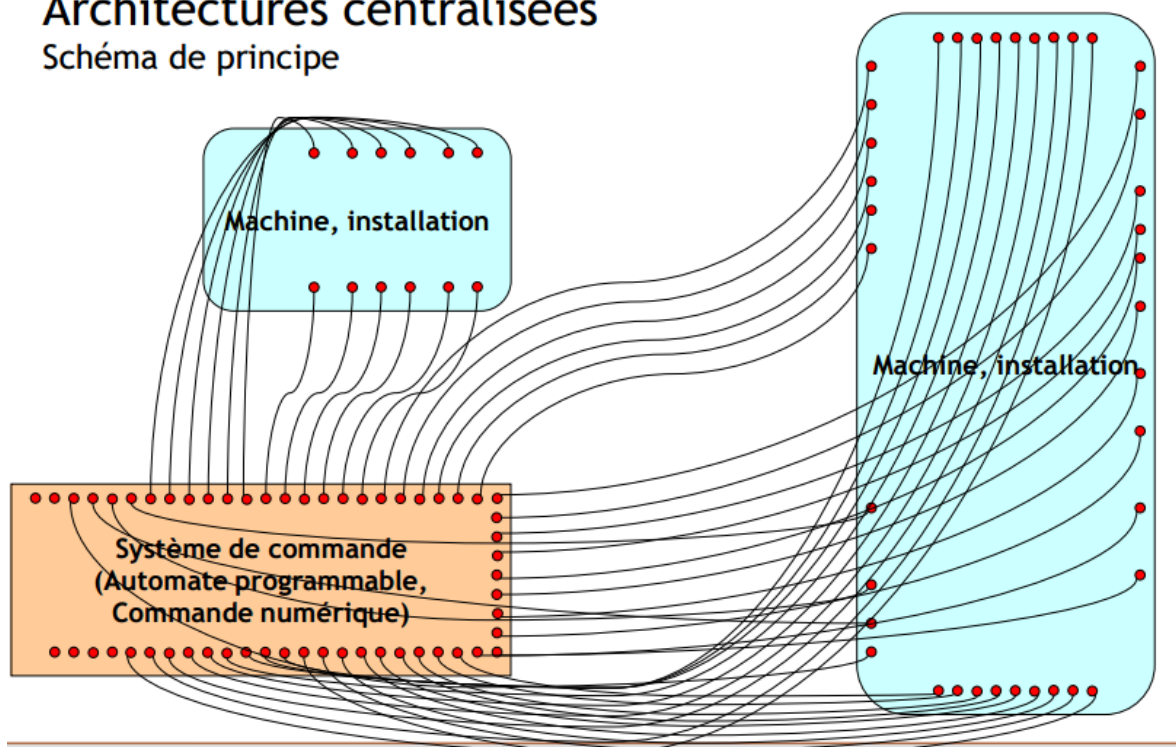 Architectures centralisées
Schéma de principe
Machine, installation
Machine, installation
Système de commande
(Automate programmable,
Commande numérique)